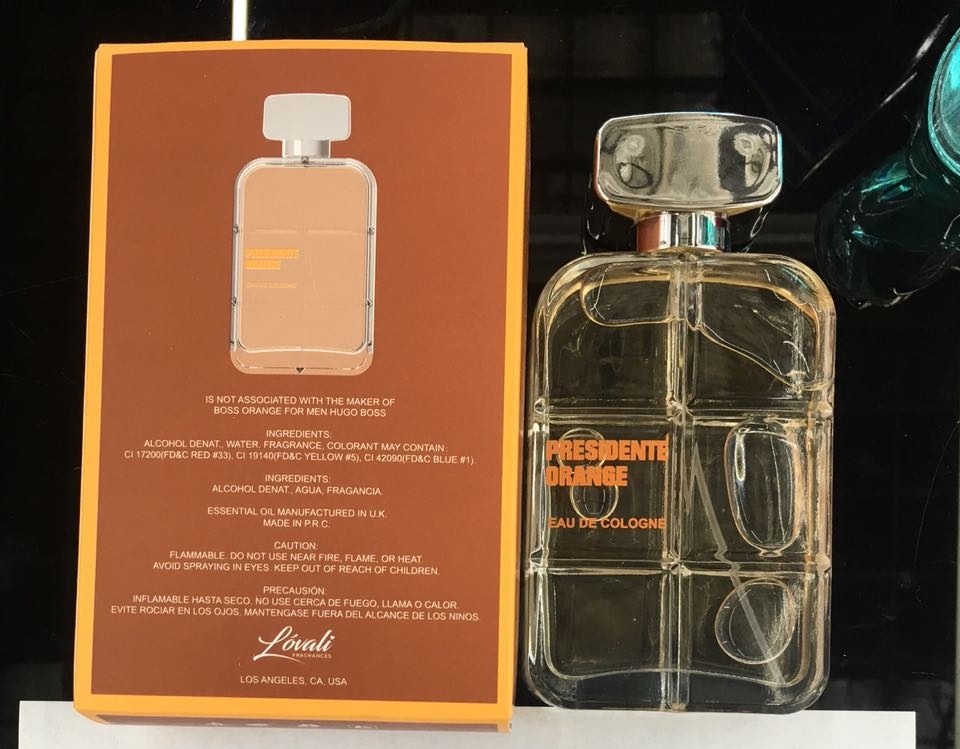 PRESIDENTE
ORANGE
IS NOT ASSOCIATED WITH THE MAKER OF
BOSS ORANGE FOR MEN HUGO BOSS
INGREDIENTS:
ALCOHOL DENAT., WATER, FRAGRANCE, COLORANT MAY CONTAIN:
CI 17200(FD&C RED #33), CI 19140(FD&C YELLOW #5), CI 42090(FD&C BLUE #1).
INGREDIENTS:
ALCOHOL DENAT., AGUA, FRAGANCIA.
ESSENTIAL OIL MANUFACTURED IN U.K.
MADE IN P.R.C.
CAUTION:
FLAMMABLE. DO NOT USE NEAR FIRE, FLAME, OR HEAT.
AVOID SPRAYING IN EYES. KEEP OUT OF REACH OF CHILDREN.
PRECAUSIÓN:
INFLAMABLE HASTA SECO. NO USE CERCA DE FUEGO, LLAMA O CALOR.
EVITE ROCIAR EN LOS OJOS. MANTENGASE FUERA DEL ALCANCE DE LOS NINOS.
Lóvali
FRAGRANCES
LOS ANGELES, CA, USA
PRESIDENTE
ORANGE
EAU DE COLOGNE